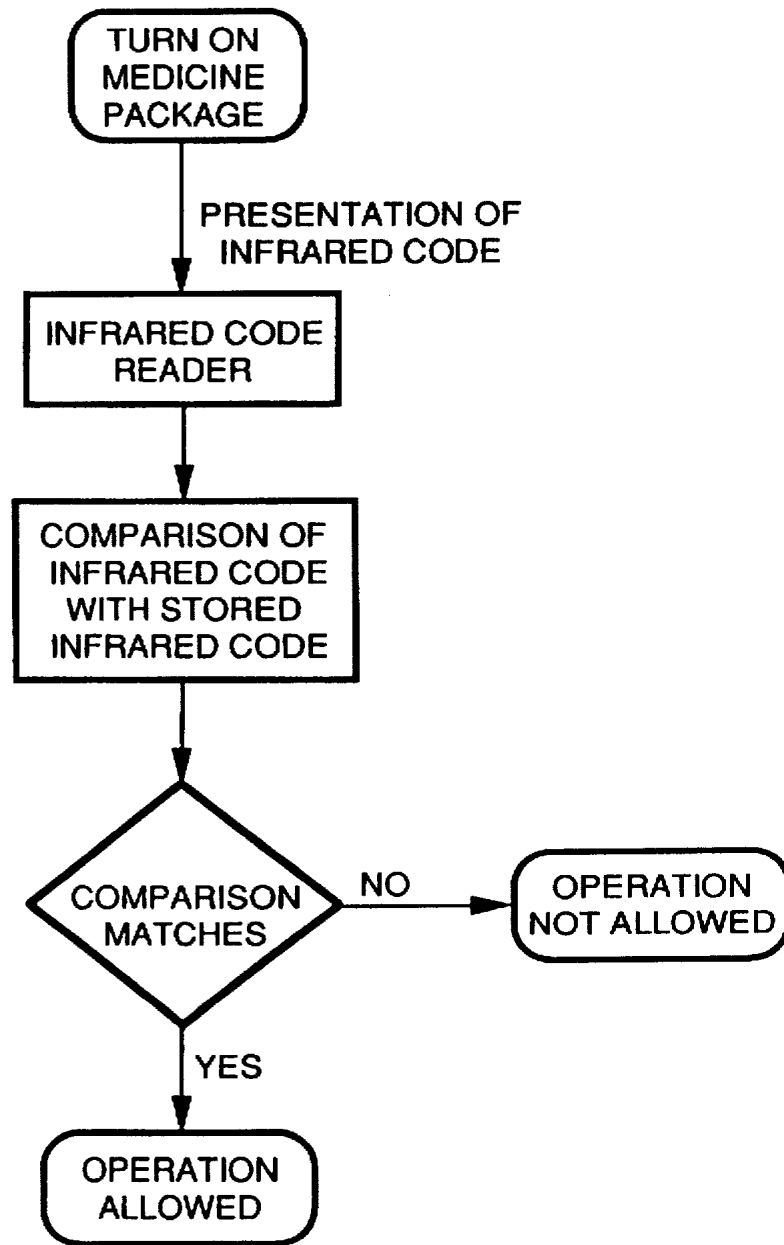 TURN ON
MEDICINE
PACKAGE
PRESENTATION OF
INFRARED CODE
INFRARED CODE
READER
COMPARISON OF
INFRARED CODE
WITH STORED
INFRARED CODE
COMPARISON
MATCHES
NO
OPERATION
NOT ALLOWED
YES
OPERATION
ALLOWED